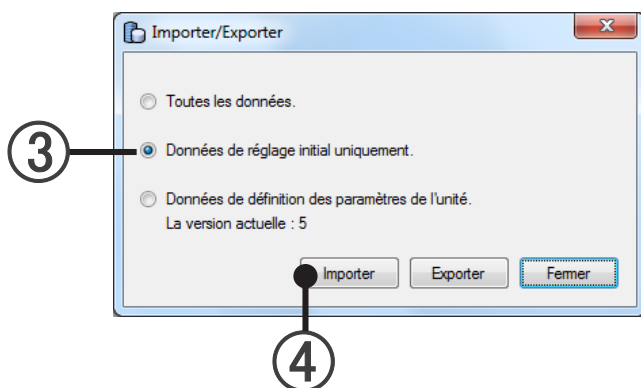 Importer/Exporter
Toutes les données.
③
Données de réglage initial uniquement.
Données de définition des paramètres de l'unité.
La version actuelle : 5
Importer Exporter Fermer
④